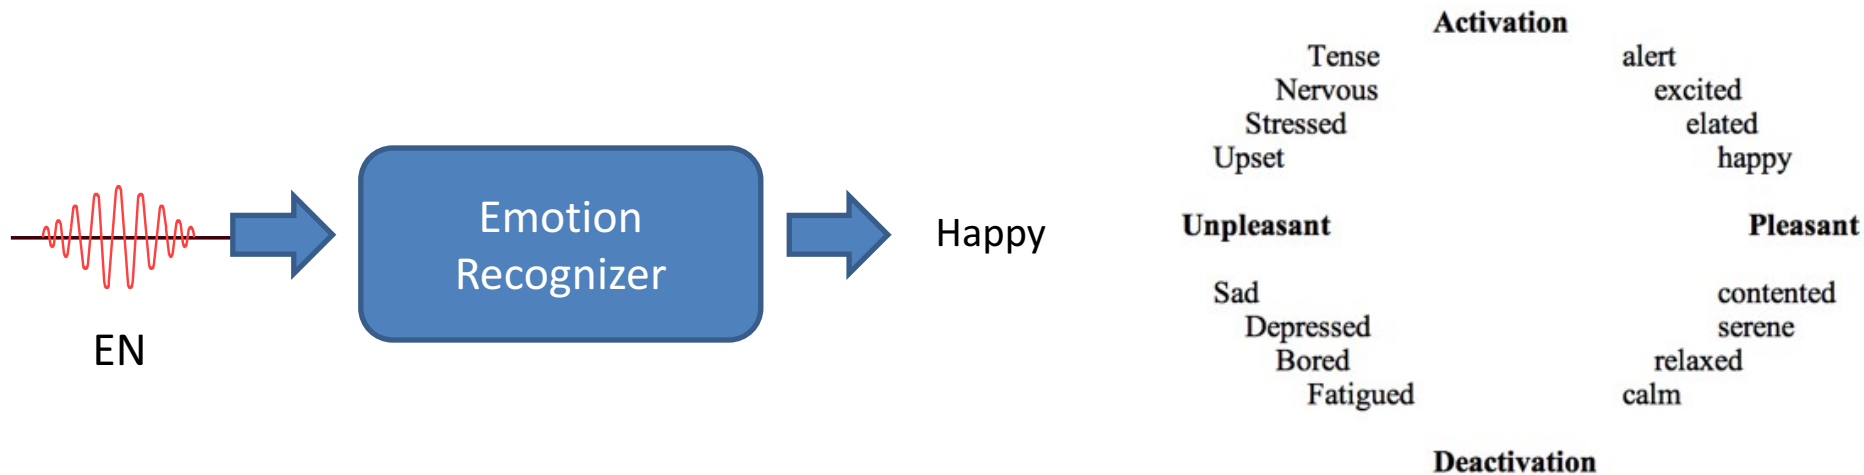 EN
Emotion
Recognizer
Happy
Activation
Tense alert
Nervous excited
Stressed elated
Upset happy
Unpleasant Pleasant
Sad contented
Depressed serene
Bored relaxed
Fatigued calm
Deactivation